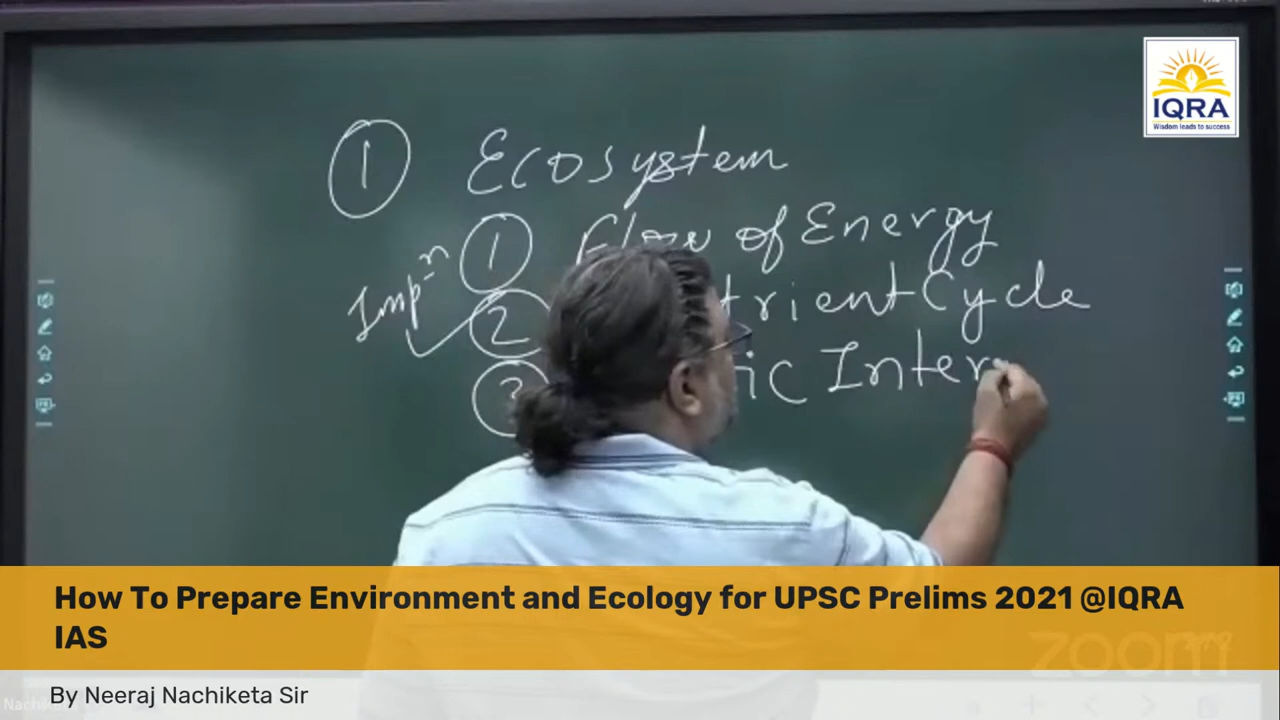 IQRA
Wisdom leads to success
1 Ecosystem
1 Flow of Energy
Imp-n
2 trient Cycle
3 ic Inter
How To Prepare Environment and Ecology for UPSC Prelims 2021 @IQRA
IAS
zoom
By Neeraj Nachiketa Sir